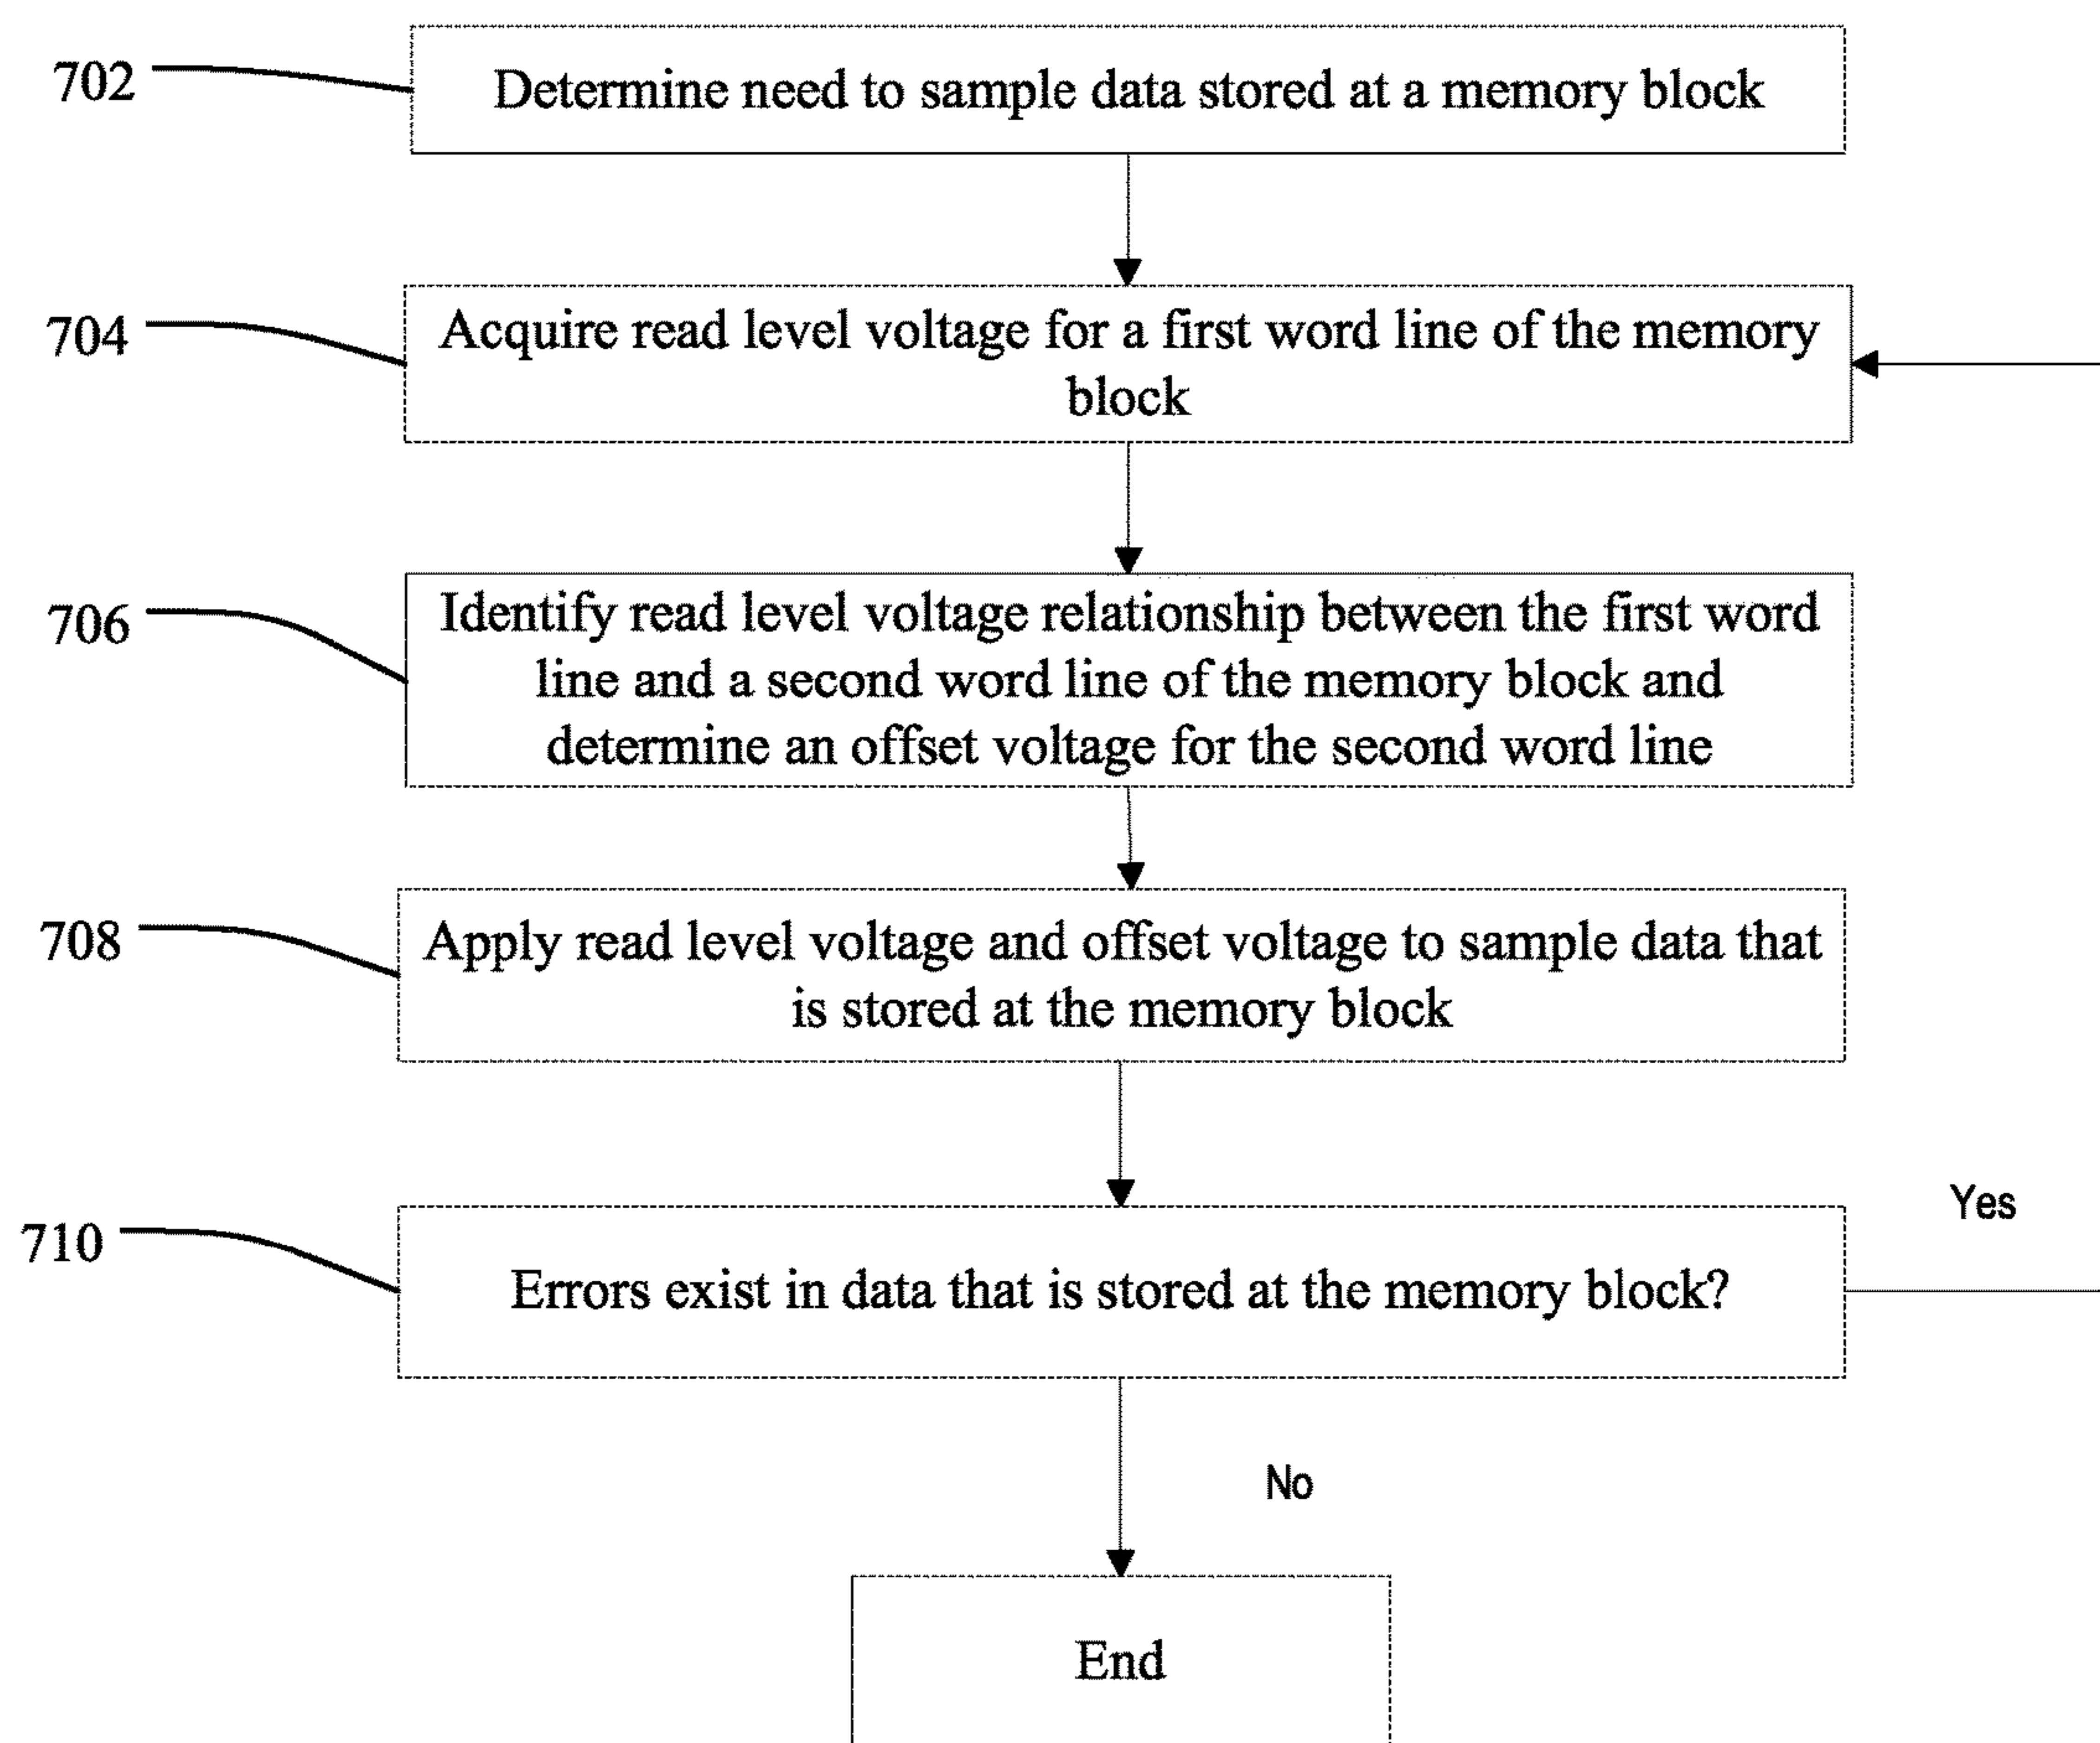 702
Determine need to sample data stored at a memory block
704
Acquire read level voltage for a first word line of the memory
block
706
Identify read level voltage relationship between the first word
line and a second word line of the memory block and
determine an offset voltage for the second word line
708
Apply read level voltage and offset voltage to sample data that
is stored at the memory block
710
Errors exist in data that is stored at the memory block?
Yes
No
End